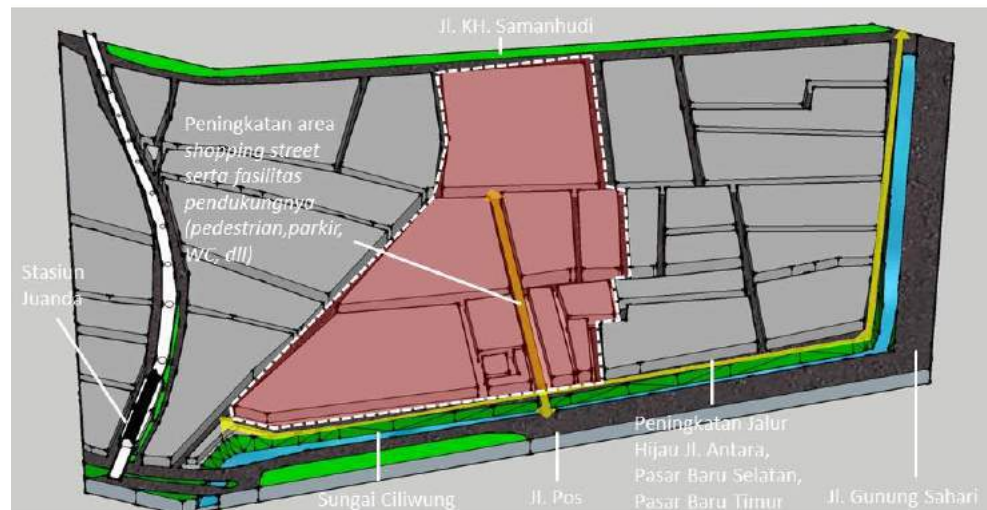 Jl. KH. Samanhudi
Peningkatan area
shopping street
serta fasilitas
pendukungnya
(pedestrian,parkir,
WC, dll)
Stasiun
Juanda
Sungai Ciliwung
Jl. Pos
Peningkatan Jalur
Hijau Jl. Antara,
Pasar Baru Selatan,
Pasar Baru Timur
Jl. Gunung Sahari